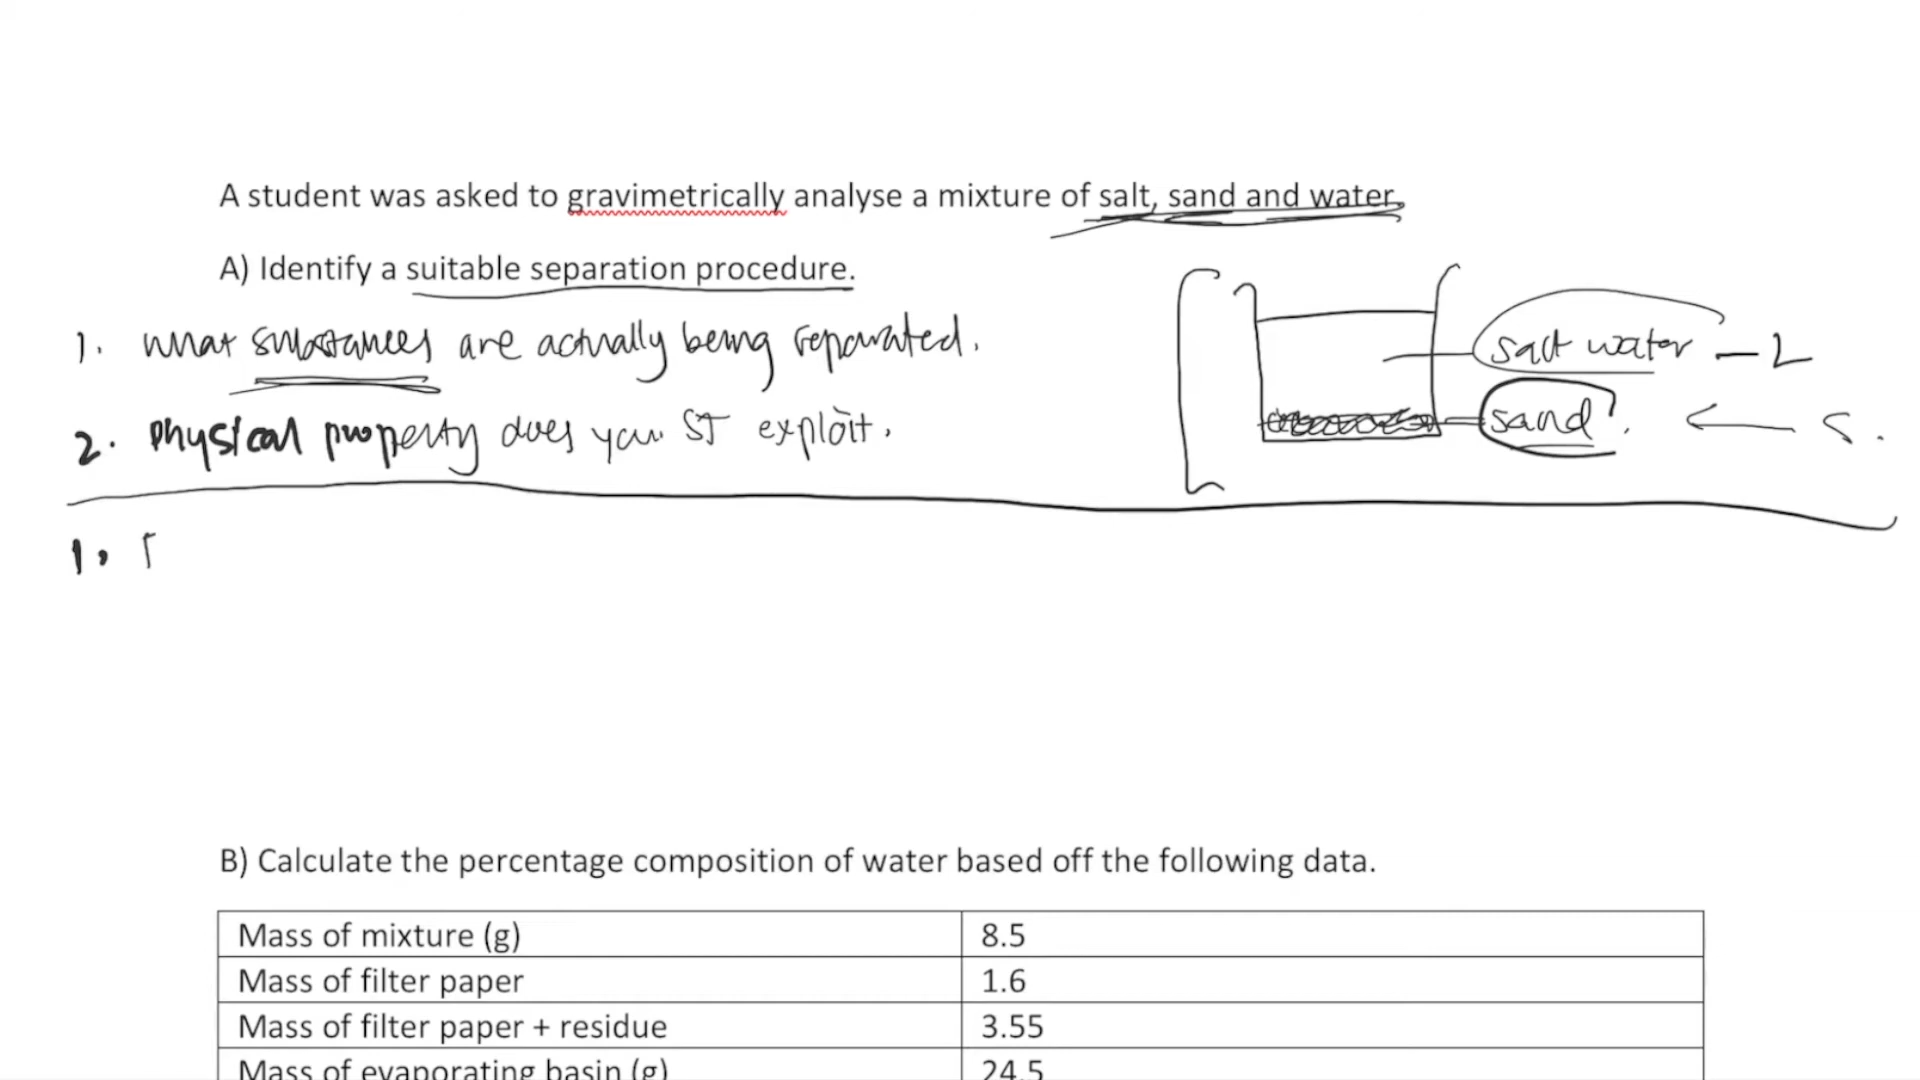 A student was asked to gravimetrically analyse a mixture of salt, sand and water.
A) Identify a suitable separation procedure.
1. what substances are actually being separated.
2. physical property does your ST exploit.
salt water - L
sand. ← S.
1.
B) Calculate the percentage composition of water based off the following data.
Mass of mixture (g) 8.5
Mass of filter paper 1.6
Mass of filter paper + residue 3.55
Mass of evaporating basin (g) 24.5